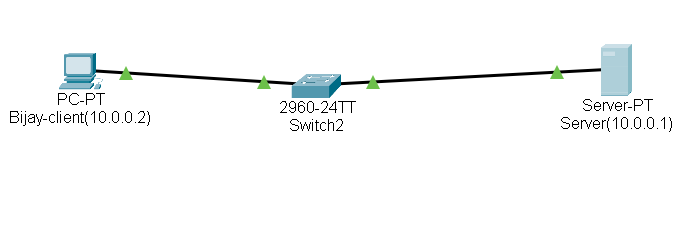 PC-PT
Bijay-client(10.0.0.2)
2960-24TT
Switch2
Server-PT
Server(10.0.0.1)